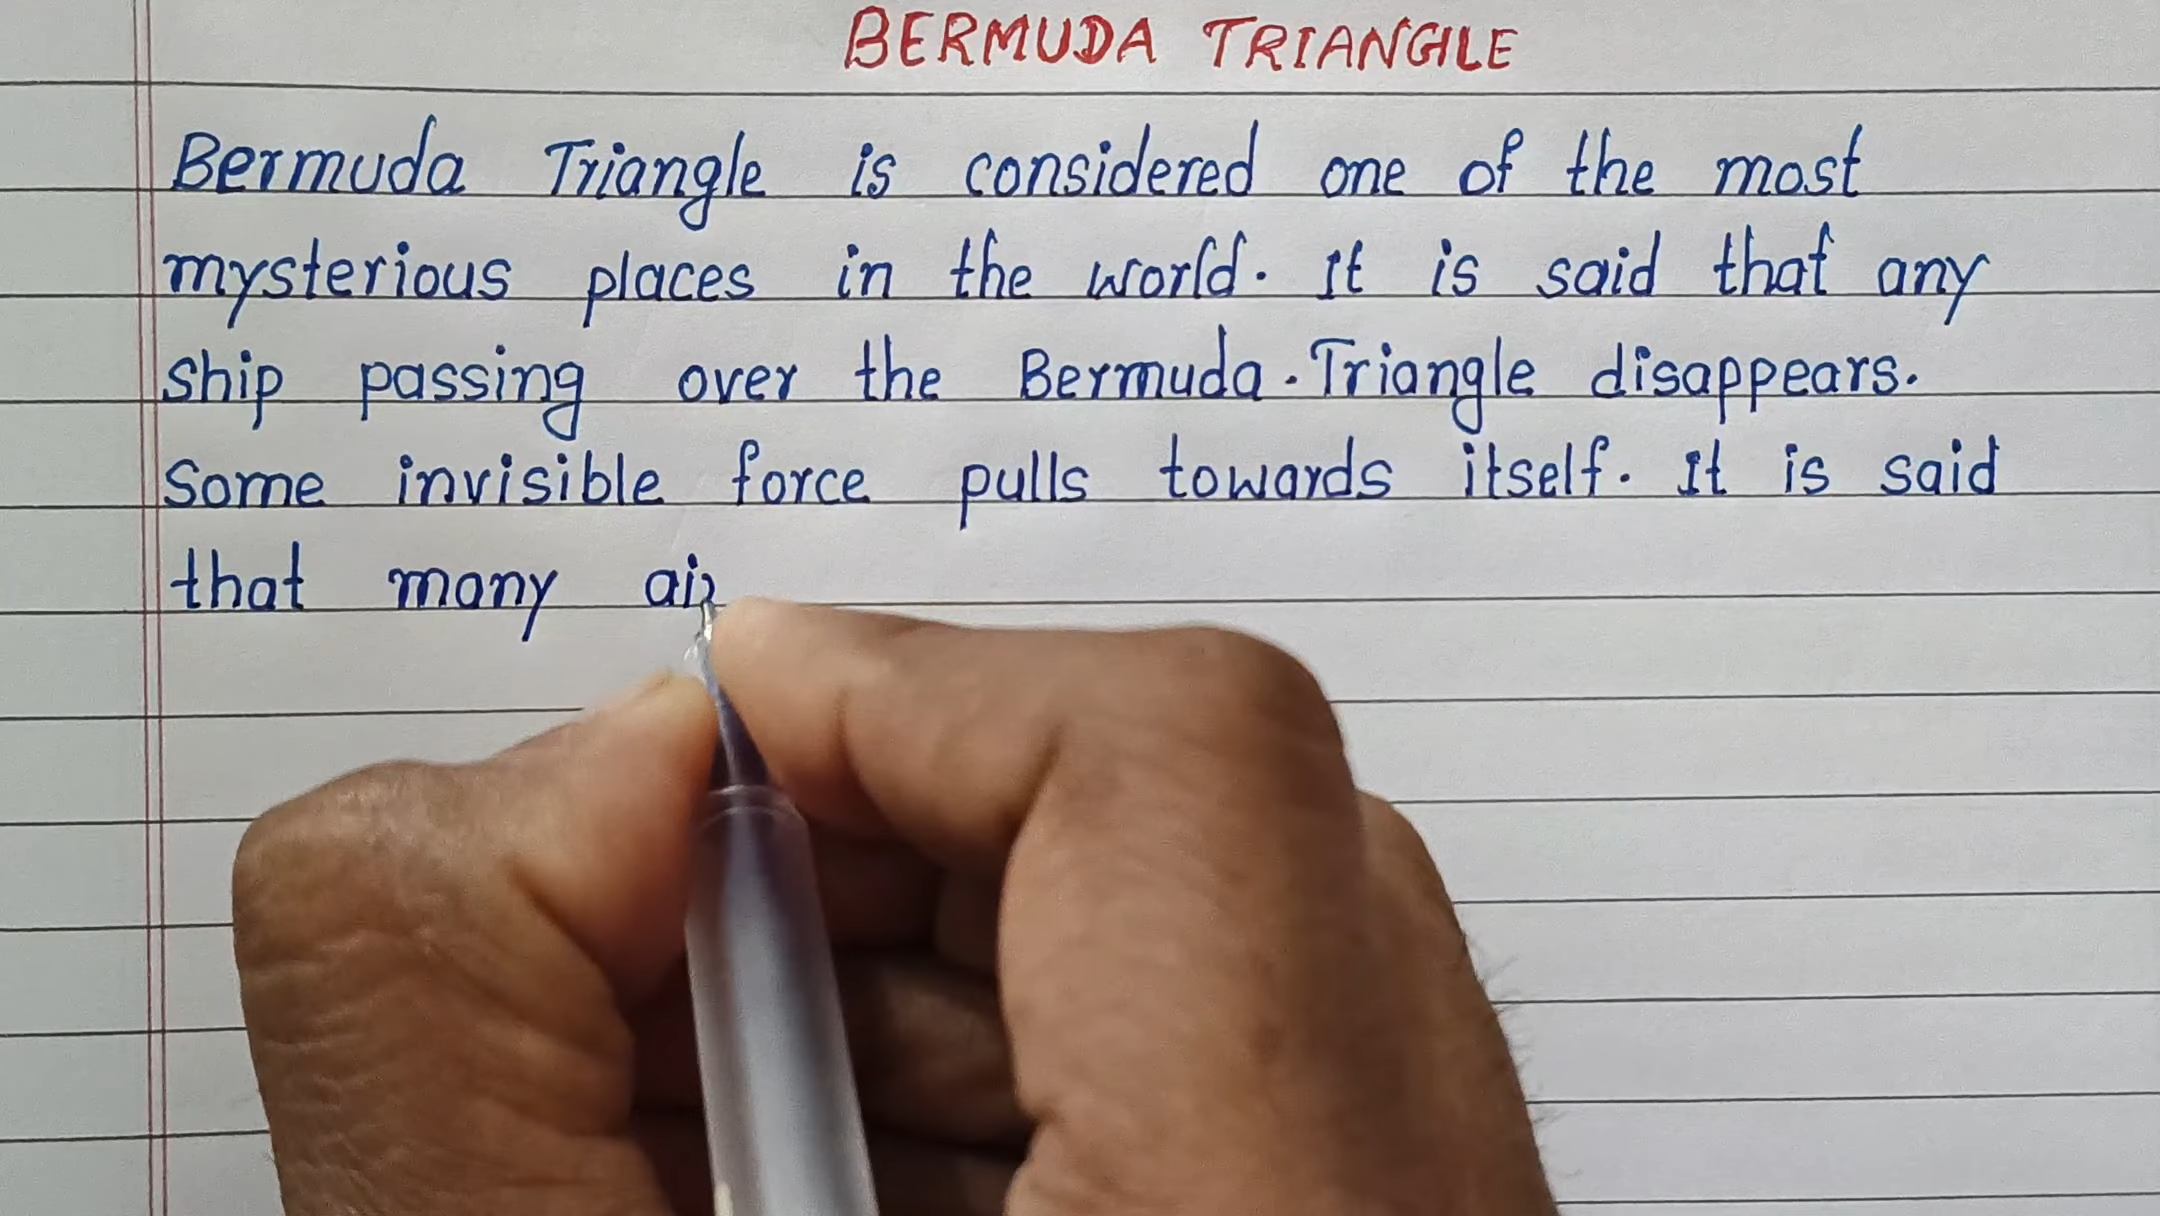 BERMUDA TRIANGLE
Bermuda Triangle is considered one of the most
mysterious places in the world. It is said that any
ship passing over the Bermuda.Triangle disappears.
Some invisible force pulls towards itself. It is said
that many air